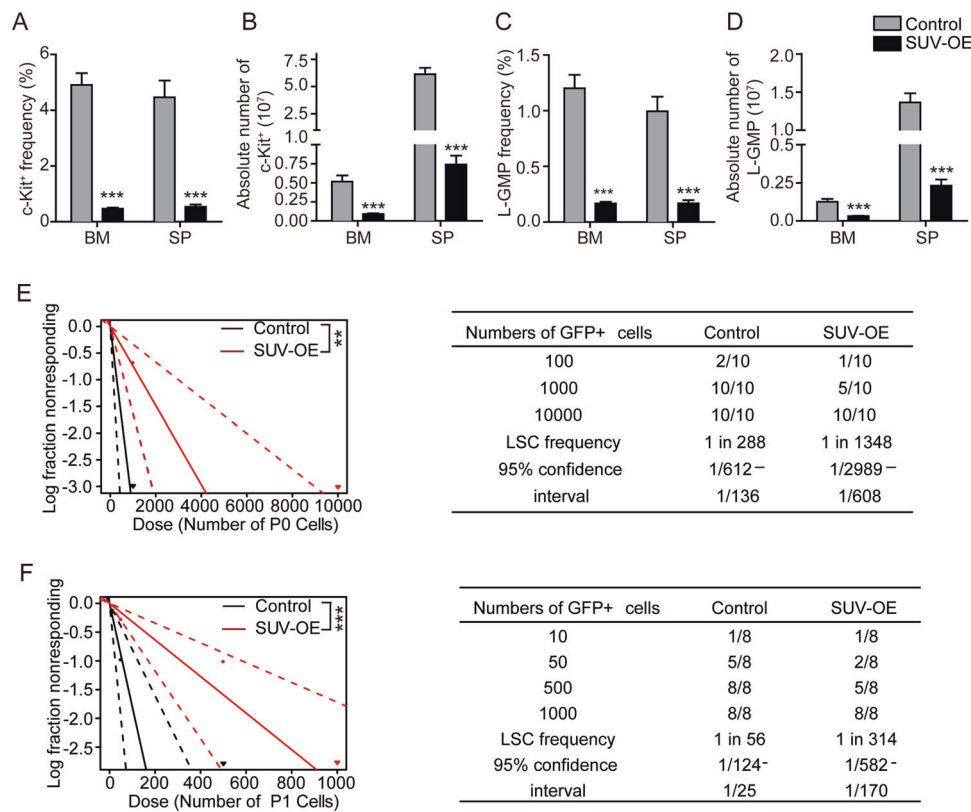 A
B
C
D
Control
SUV-OE
c-Kit⁺ frequency (%)
6
4
2
0
***
***
BM
SP
Absolute number of
c-Kit⁺ (10⁷)
10.0
7.5
5.0
2.5
1.0
0.75
0.50
0.25
0.00
***
***
BM
SP
L-GMP frequency (%)
1.5
1.0
0.5
0.0
***
***
BM
SP
Absolute number of
L-GMP (10⁷)
2.0
1.5
1.0
0.5
0.25
0.00
***
***
BM
SP
E
Log fraction nonresponding
0.0
-0.5
-1.0
-1.5
-2.0
-2.5
-3.0
Control
SUV-OE
**
0
2000
4000
6000
8000
10000
Dose (Number of P0 Cells)
Numbers of GFP+ cells Control SUV-OE
100 2/10 1/10
1000 10/10 5/10
10000 10/10 10/10
LSC frequency 1 in 288 1 in 1348
95% confidence 1/612– 1/2989–
interval 1/136 1/608
F
Log fraction nonresponding
0.0
-0.5
-1.0
-1.5
-2.0
-2.5
Control
SUV-OE
***
0
200
400
600
800
1000
Dose (Number of P1 Cells)
Numbers of GFP+ cells Control SUV-OE
10 1/8 1/8
50 5/8 2/8
500 8/8 5/8
1000 8/8 8/8
LSC frequency 1 in 56 1 in 314
95% confidence 1/124- 1/582-
interval 1/25 1/170